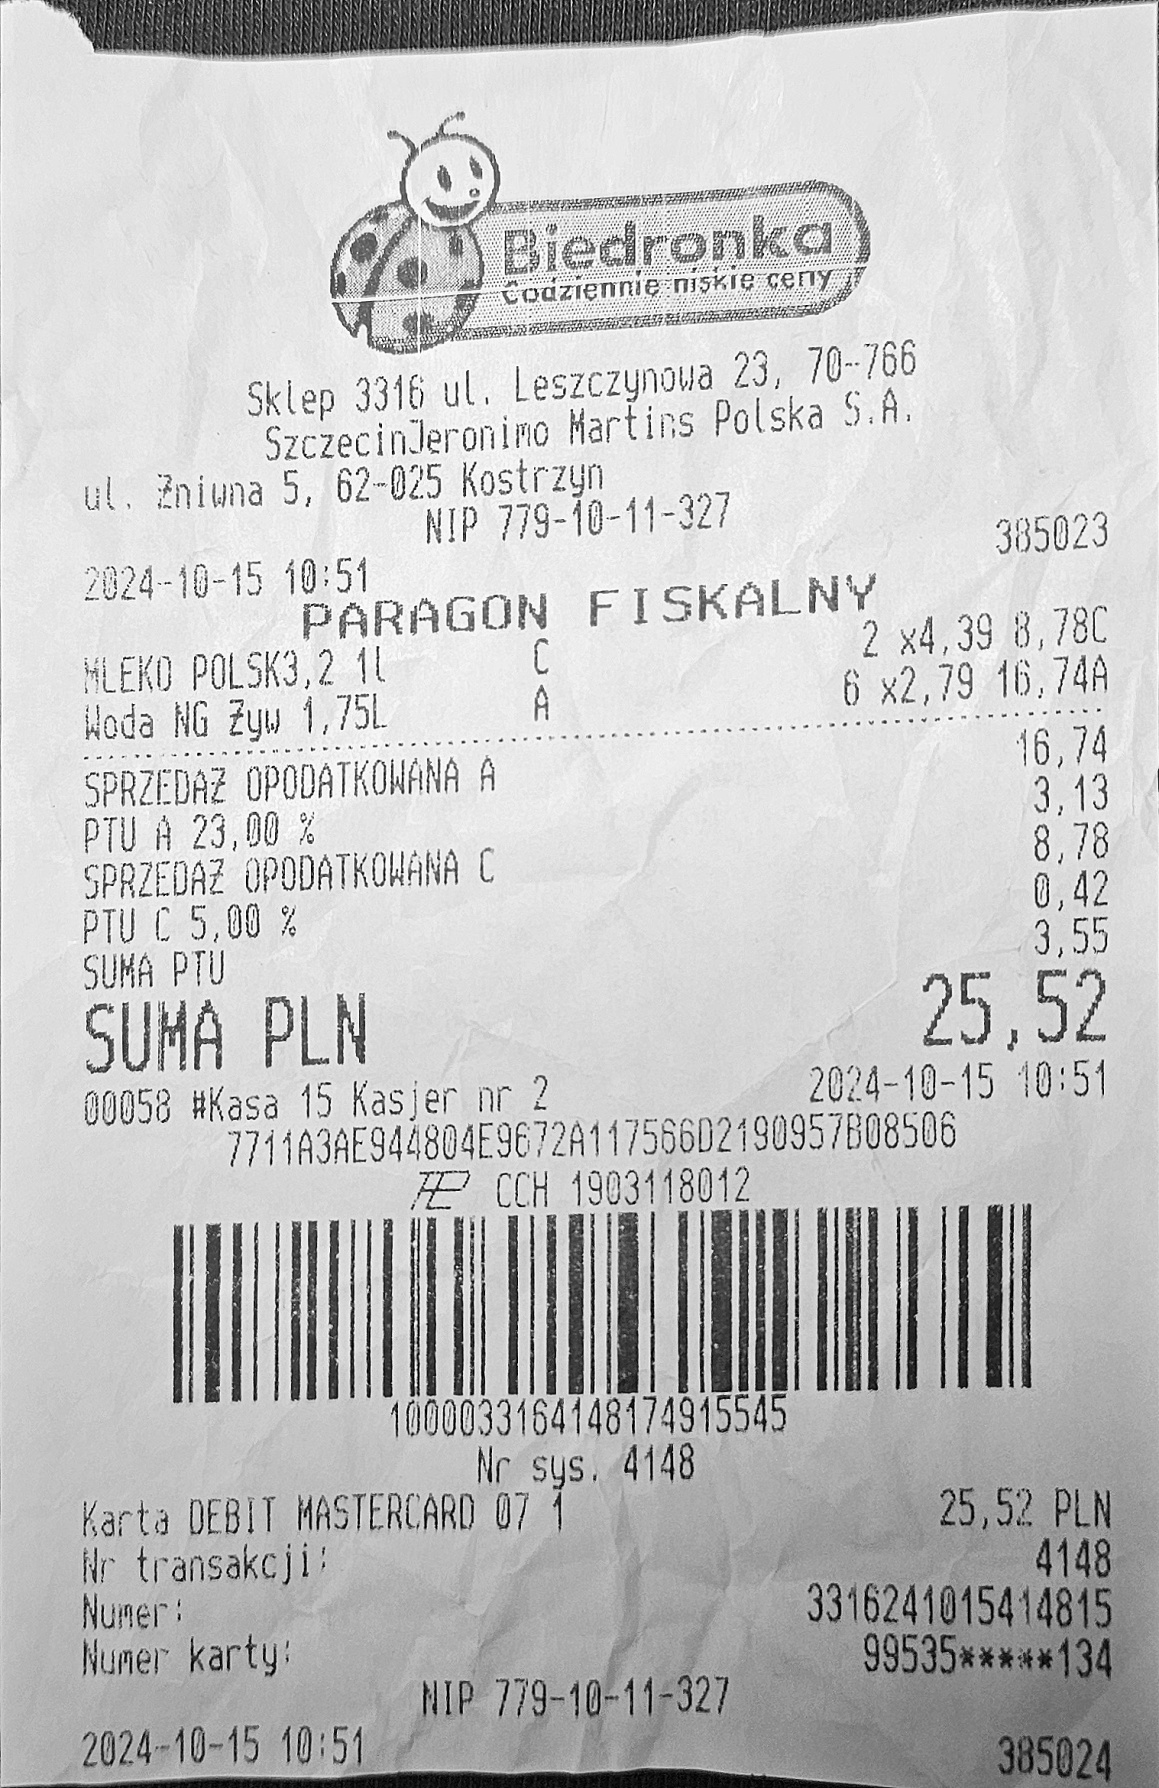 Biedronka
Codziennie niskie ceny
Sklep 3316 ul. Leszczynowa 23, 70-766
SzczecinJeronimo Martins Polska S.A.
ul. Żniwna 5, 62-025 Kostrzyn
NIP 779-10-11-327
385023
2024-10-15 10:51
PARAGON FISKALNY
MLEKO POLSK3,2 1l C 2 x4,39 8,78C
Woda NG Żyw 1,75L A 6 x2,79 16,74A
SPRZEDAŻ OPODATKOWANA A 16,74
PTU A 23,00 % 3,13
SPRZEDAŻ OPODATKOWANA C 8,78
PTU C 5,00 % 0,42
SUMA PTU 3,55
SUMA PLN 25,52
00058 #Kasa 15 Kasjer nr 2 2024-10-15 10:51
7711A3AE944804E9672A117566D2190957B08506
CCH 1903118012
1000033164148174915545
Nr sys. 4148
Karta DEBIT MASTERCARD 07 1 25,52 PLN
Nr transakcji: 4148
Numer: 3316241015414815
Numer karty: 99535*****134
NIP 779-10-11-327
2024-10-15 10:51 385024